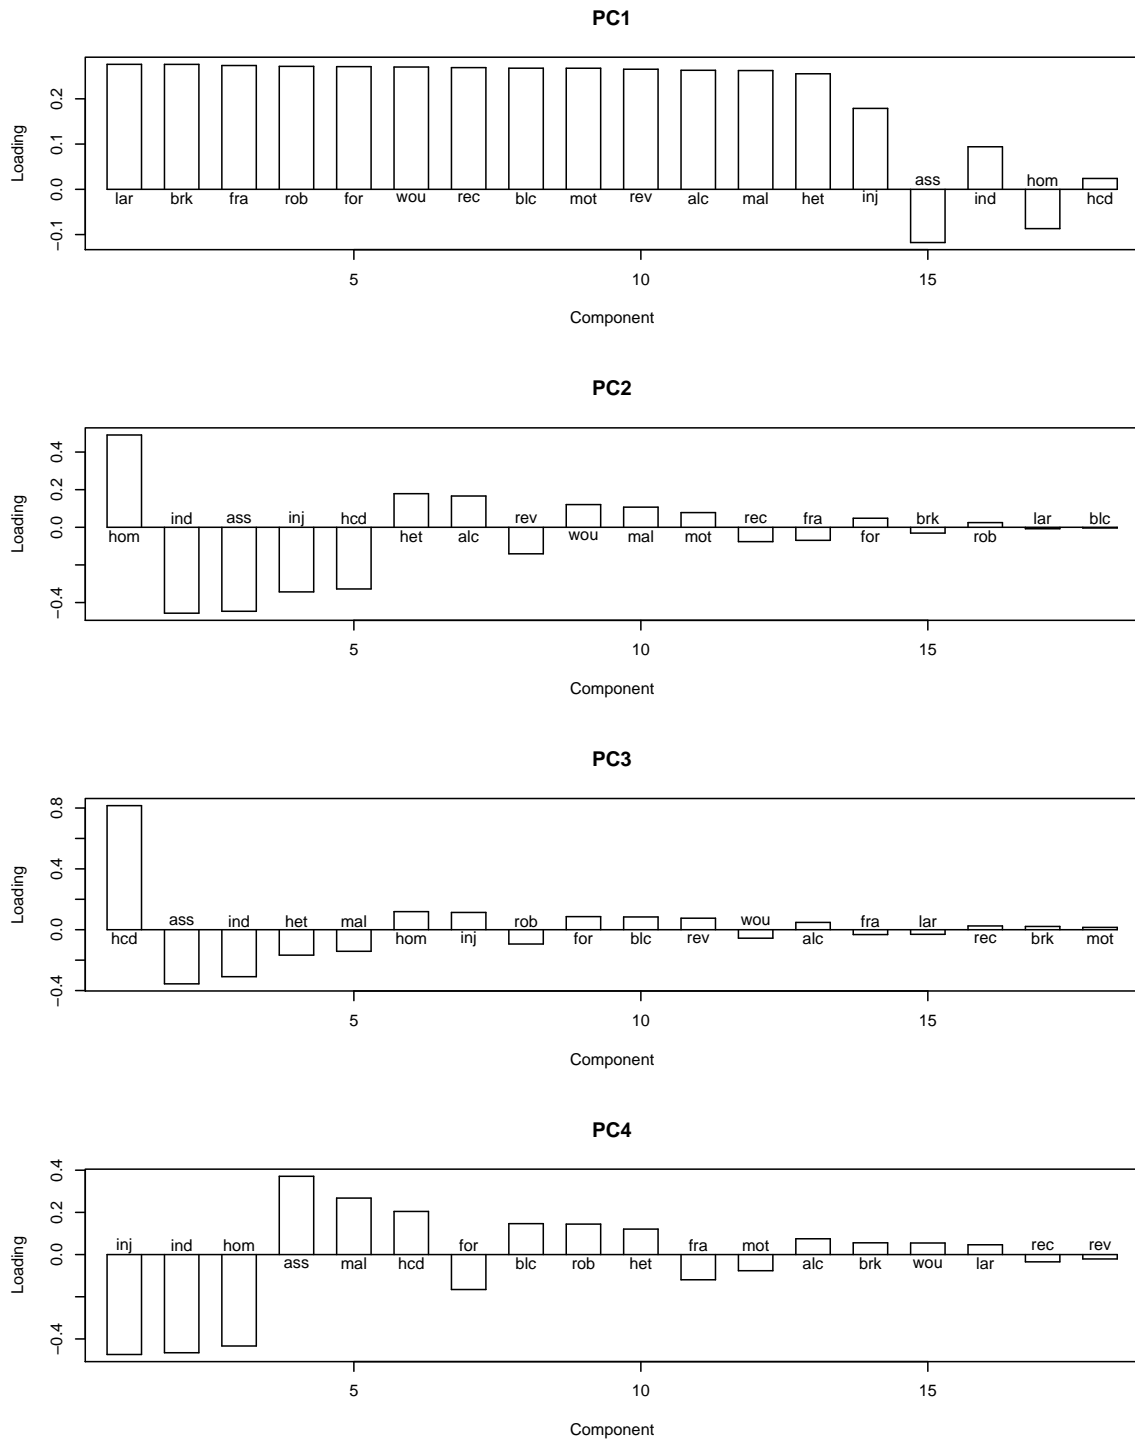 PC1
Loading
0.2
0.1
0.0
−0.1
ass hom
lar brk fra rob for wou rec blc mot rev alc mal het inj ind hcd
5 10 15
Component
PC2
Loading
0.4
0.2
0.0
−0.4
ind ass inj hcd rev rec fra brk lar blc
hom het alc wou mal mot for rob
5 10 15
Component
PC3
Loading
0.8
0.4
0.0
−0.4
ass ind het mal rob wou fra lar
hcd hom inj for blc rev alc rec brk mot
5 10 15
Component
PC4
Loading
0.4
0.2
0.0
−0.4
inj ind hom for fra mot rec rev
ass mal hcd blc rob het alc brk wou lar
5 10 15
Component